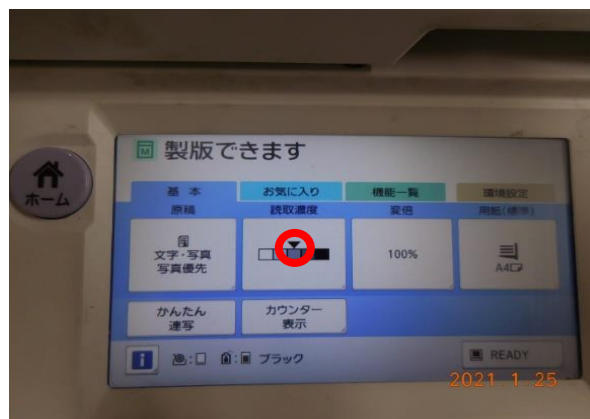 製版できます
ホーム
基本 お気に入り 機能一覧 環境設定
原稿 読取濃度 変倍 用紙(標準)
文字・写真
写真優先
100%
A4
かんたん
連写
カウンター
表示
i : : ブラック
READY
2021 1 25